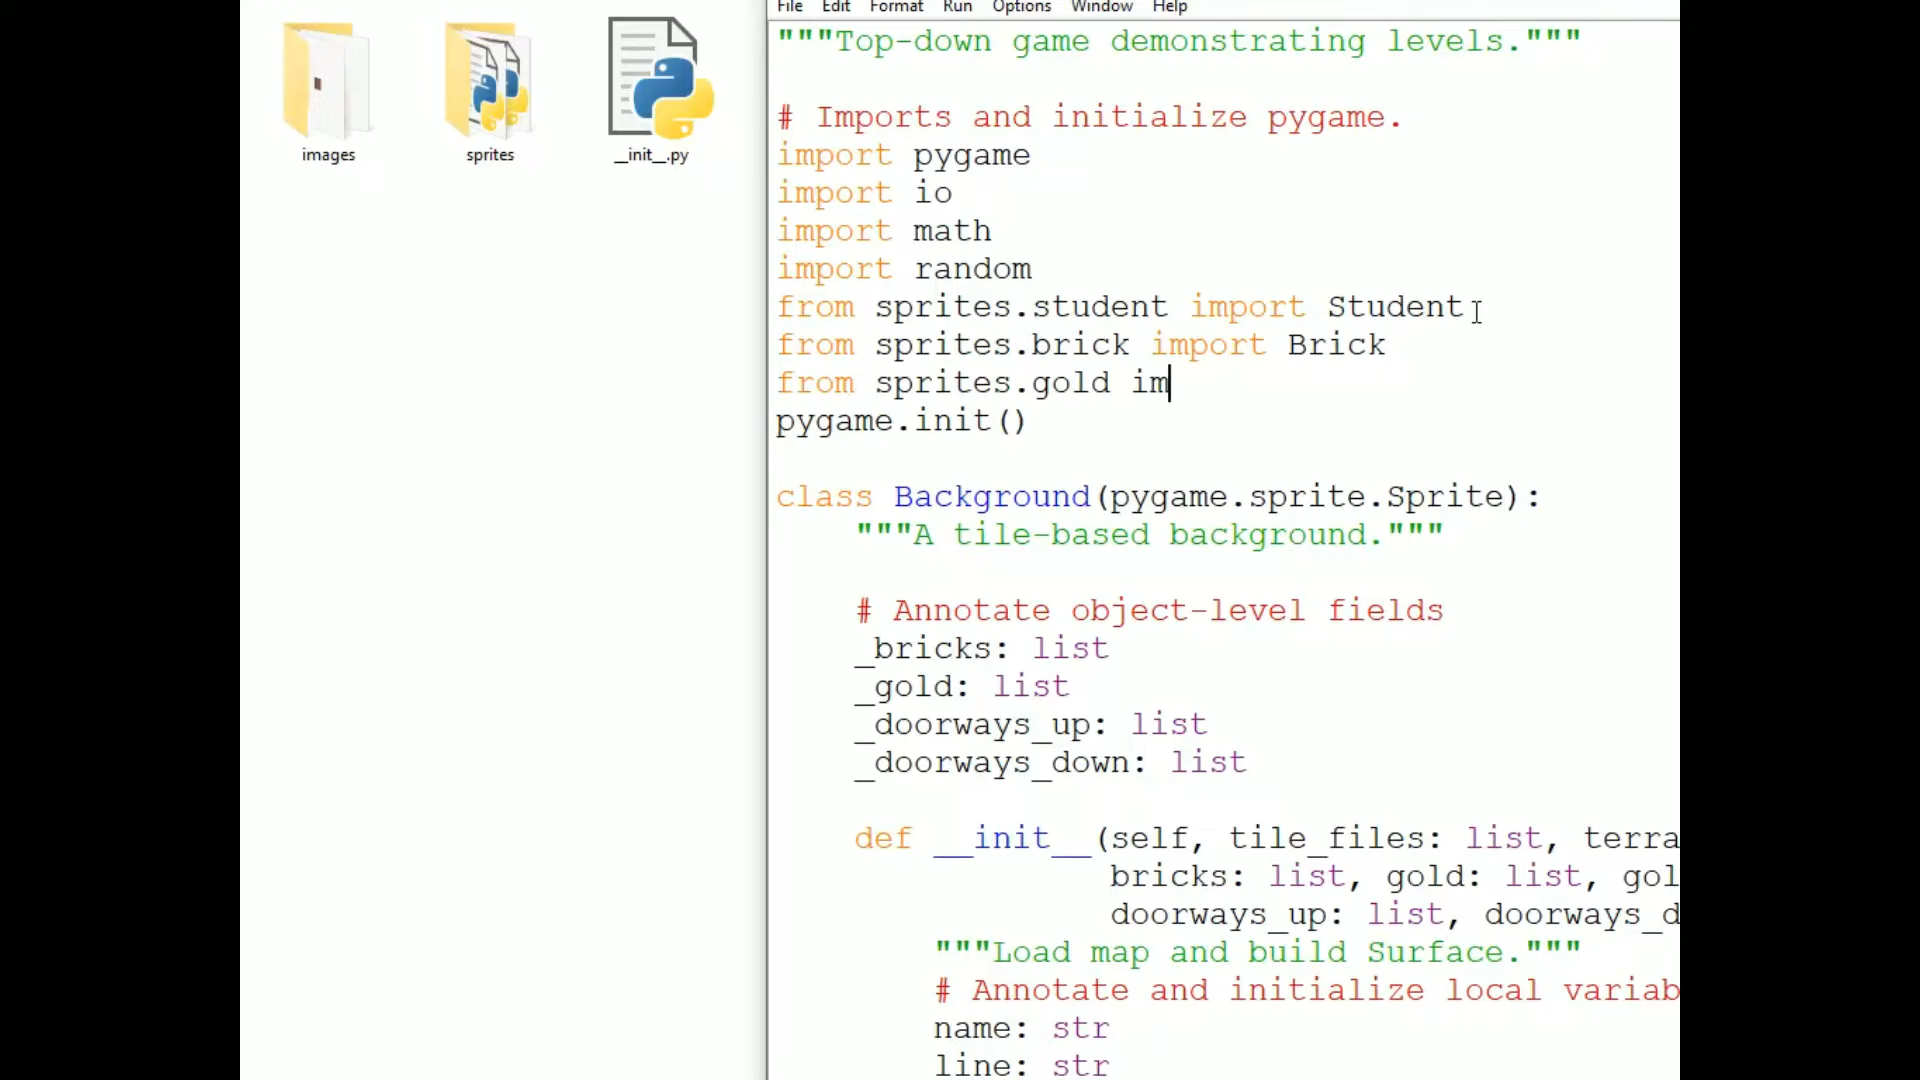 images
sprites
__init__.py
File Edit Format Run Options Window Help
"""Top-down game demonstrating levels."""
# Imports and initialize pygame.
import pygame
import io
import math
import random
from sprites.student import Student
from sprites.brick import Brick
from sprites.gold im
pygame.init()
class Background(pygame.sprite.Sprite):
"""A tile-based background."""
# Annotate object-level fields
_bricks: list
_gold: list
_doorways_up: list
_doorways_down: list
def __init__(self, tile_files: list, terra
bricks: list, gold: list, gol
doorways_up: list, doorways_d
"""Load map and build Surface."""
# Annotate and initialize local variab
name: str
line: str